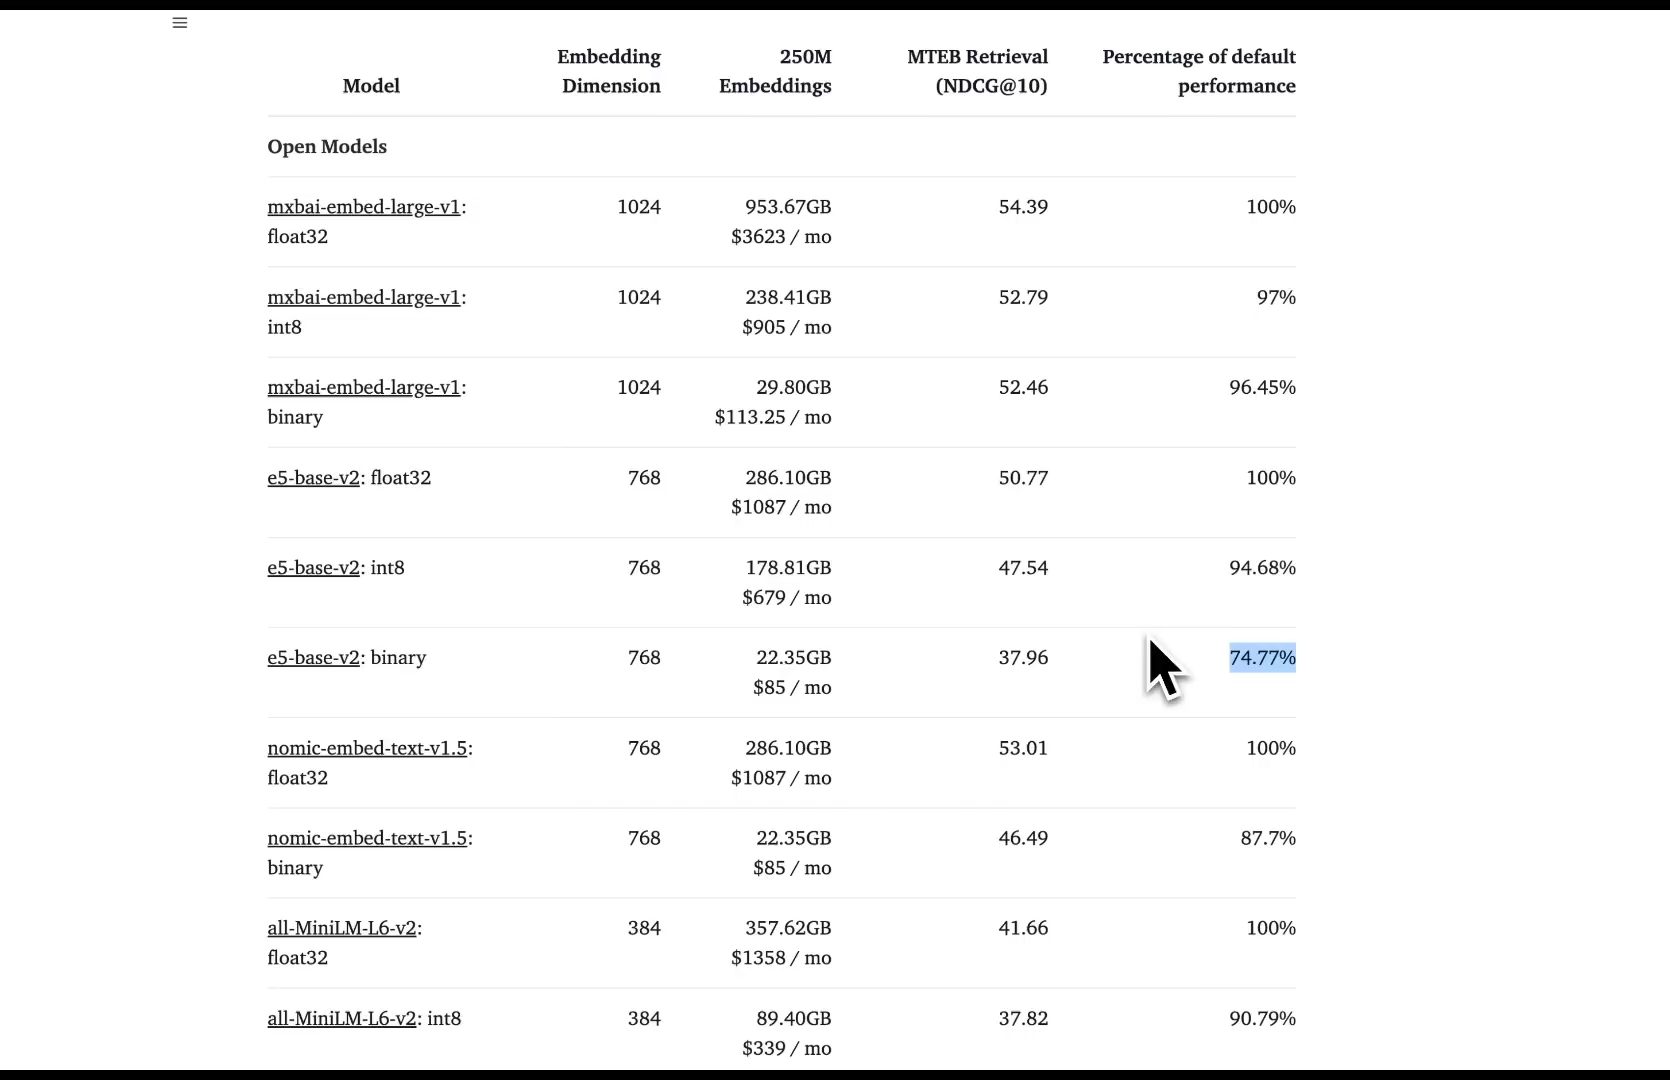 Model Embedding Dimension 250M Embeddings MTEB Retrieval (NDCG@10) Percentage of default performance
Open Models
mxbai-embed-large-v1: float32 1024 953.67GB $3623 / mo 54.39 100%
mxbai-embed-large-v1: int8 1024 238.41GB $905 / mo 52.79 97%
mxbai-embed-large-v1: binary 1024 29.80GB $113.25 / mo 52.46 96.45%
e5-base-v2: float32 768 286.10GB $1087 / mo 50.77 100%
e5-base-v2: int8 768 178.81GB $679 / mo 47.54 94.68%
e5-base-v2: binary 768 22.35GB $85 / mo 37.96 74.77%
nomic-embed-text-v1.5: float32 768 286.10GB $1087 / mo 53.01 100%
nomic-embed-text-v1.5: binary 768 22.35GB $85 / mo 46.49 87.7%
all-MiniLM-L6-v2: float32 384 357.62GB $1358 / mo 41.66 100%
all-MiniLM-L6-v2: int8 384 89.40GB $339 / mo 37.82 90.79%